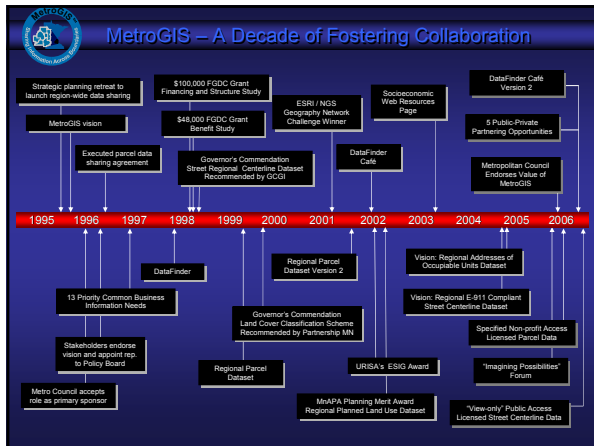 MetroGIS
Sharing Information Across Boundaries
MetroGIS – A Decade of Fostering Collaboration
Strategic planning retreat to
launch region-wide data sharing
MetroGIS vision
Executed parcel data
sharing agreement
$100,000 FGDC Grant
Financing and Structure Study
$48,000 FGDC Grant
Benefit Study
Governor's Commendation
Street Regional Centerline Dataset
Recommended by GCGI
ESRI / NGS
Geography Network
Challenge Winner
DataFinder
Café
Socioeconomic
Web Resources
Page
DataFinder Café
Version 2
5 Public-Private
Partnering Opportunities
Metropolitan Council
Endorses Value of
MetroGIS
1995 1996 1997 1998 1999 2000 2001 2002 2003 2004 2005 2006
DataFinder
13 Priority Common Business
Information Needs
Stakeholders endorse
vision and appoint rep.
to Policy Board
Metro Council accepts
role as primary sponsor
Regional Parcel
Dataset Version 2
Governor's Commendation
Land Cover Classification Scheme
Recommended by Partnership MN
Regional Parcel
Dataset
URISA's ESIG Award
MnAPA Planning Merit Award
Regional Planned Land Use Dataset
Vision: Regional Addresses of
Occupiable Units Dataset
Vision: Regional E-911 Compliant
Street Centerline Dataset
Specified Non-profit Access
Licensed Parcel Data
"Imagining Possibilities"
Forum
"View-only" Public Access
Licensed Street Centerline Data